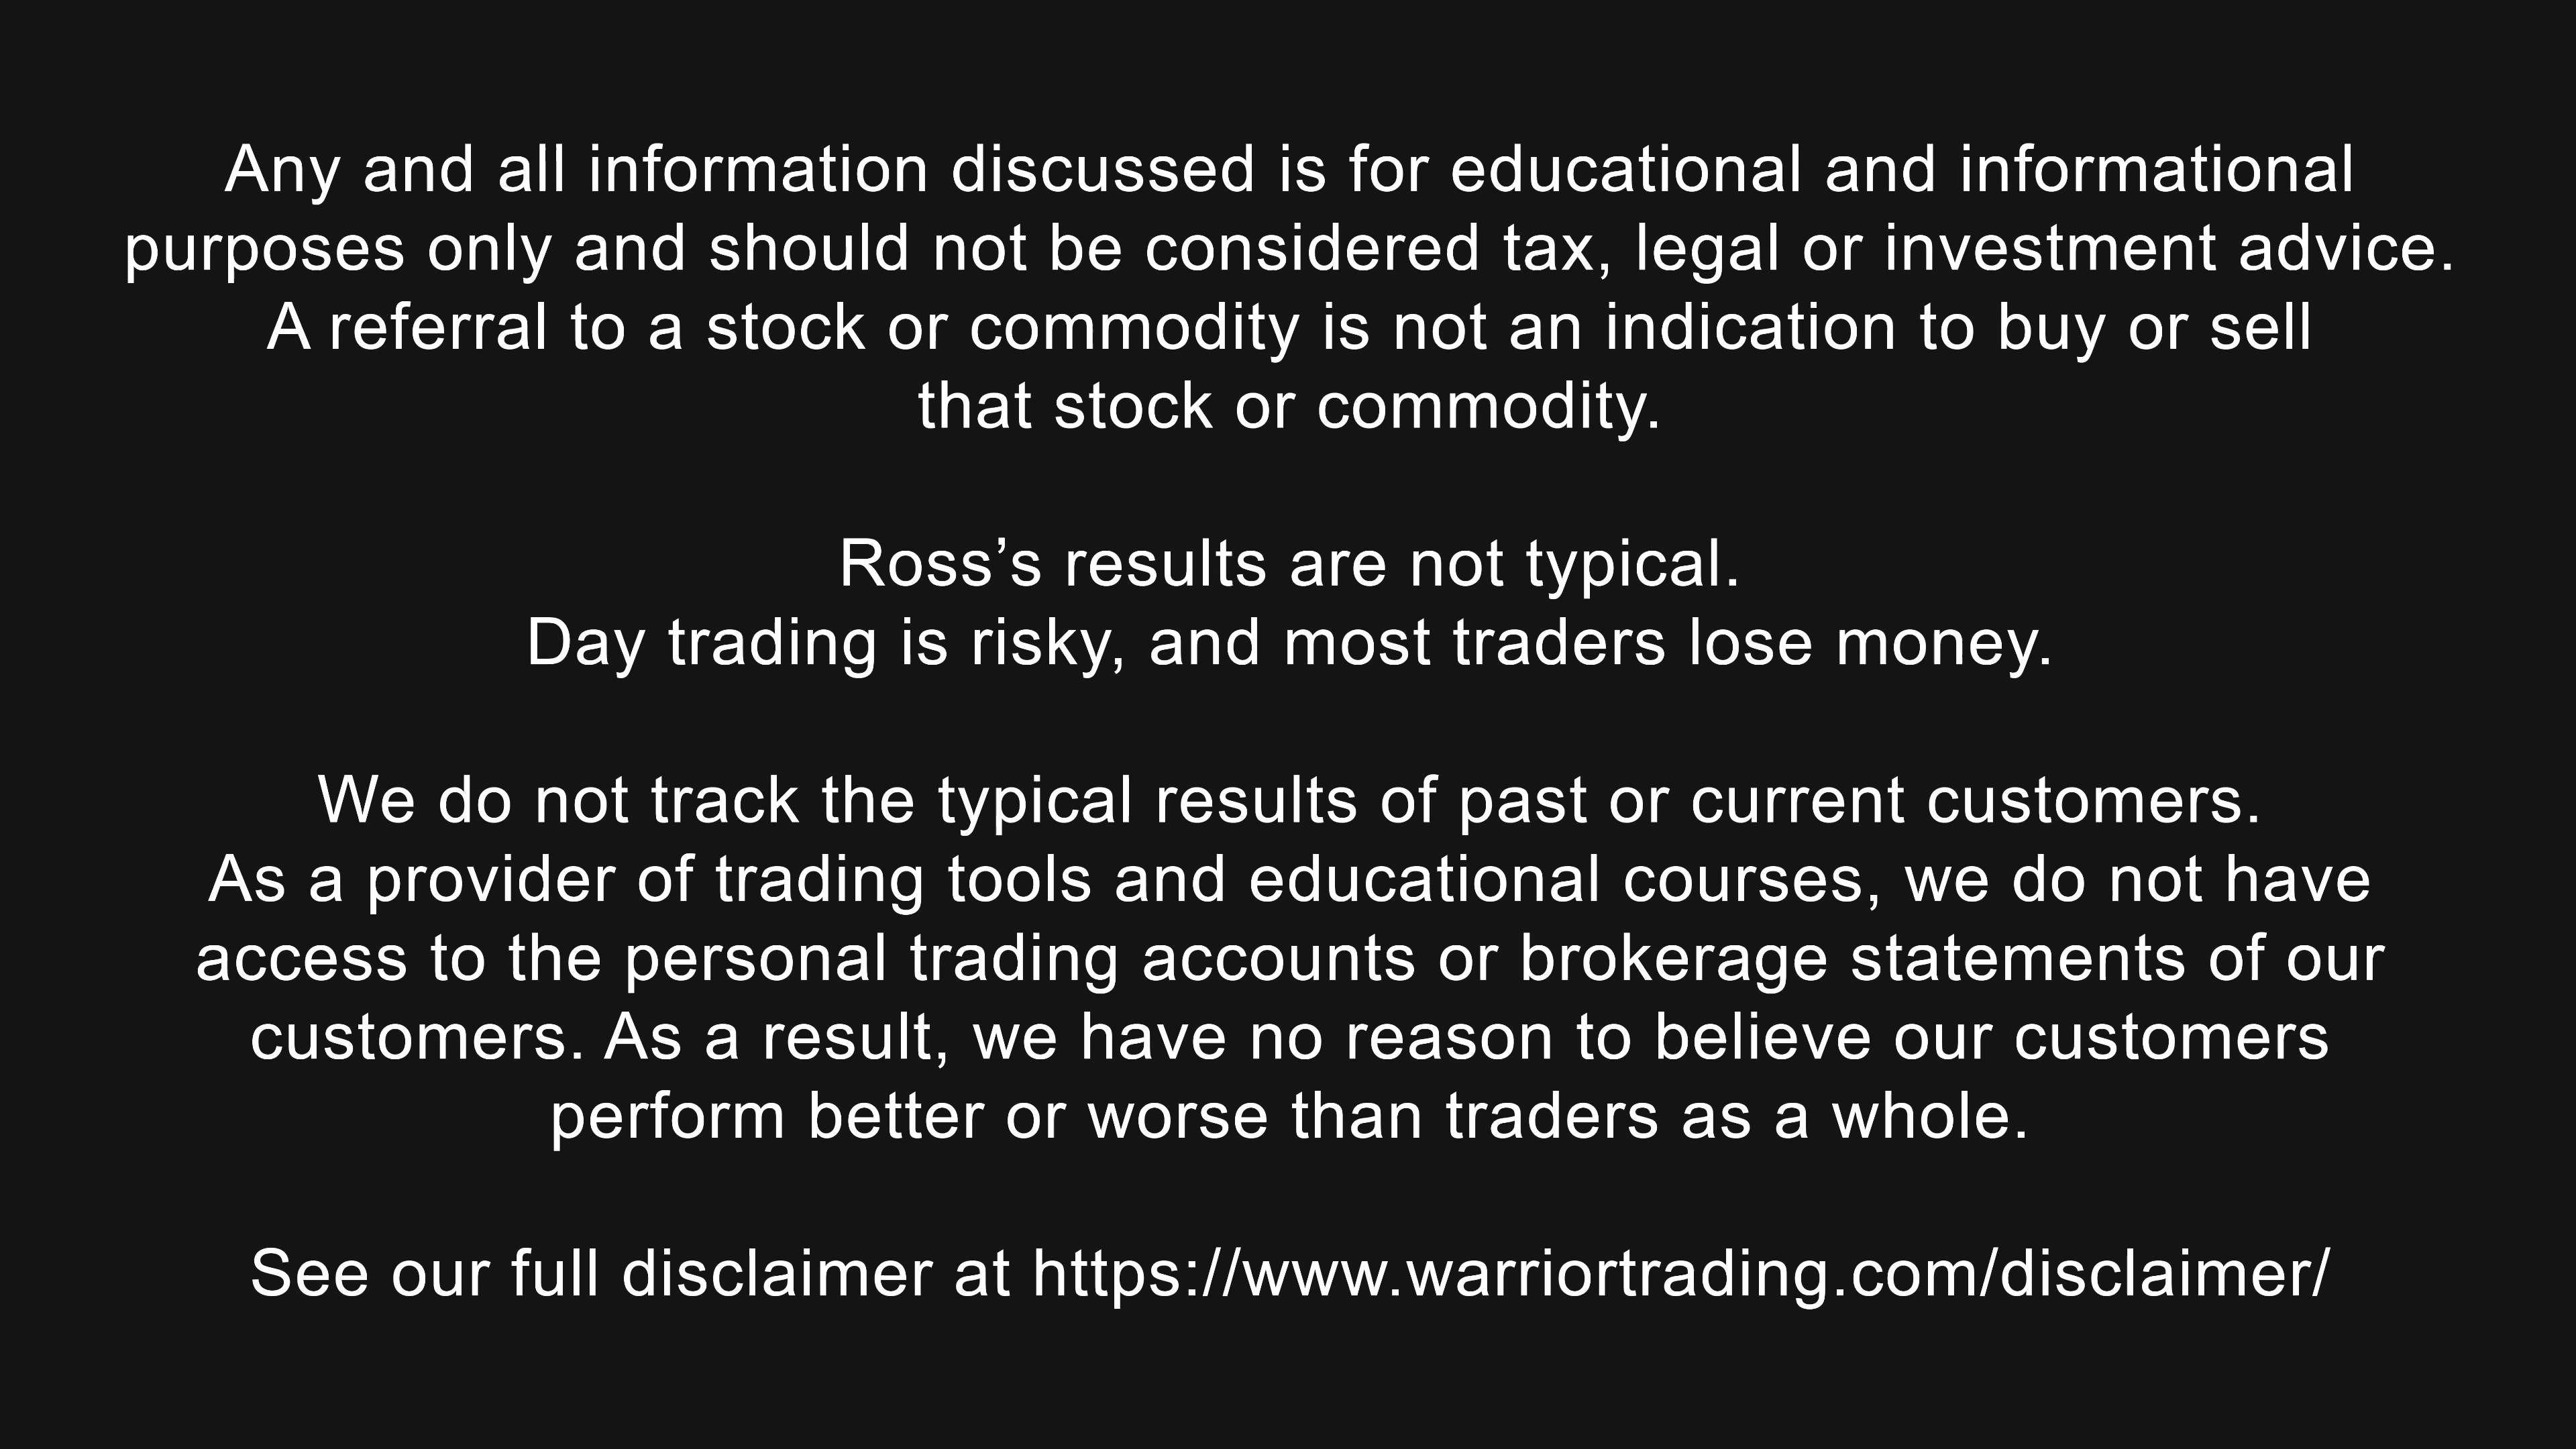 Any and all information discussed is for educational and informational
purposes only and should not be considered tax, legal or investment advice.
A referral to a stock or commodity is not an indication to buy or sell
that stock or commodity.
Ross’s results are not typical.
Day trading is risky, and most traders lose money.
We do not track the typical results of past or current customers.
As a provider of trading tools and educational courses, we do not have
access to the personal trading accounts or brokerage statements of our
customers. As a result, we have no reason to believe our customers
perform better or worse than traders as a whole.
See our full disclaimer at https://www.warriortrading.com/disclaimer/